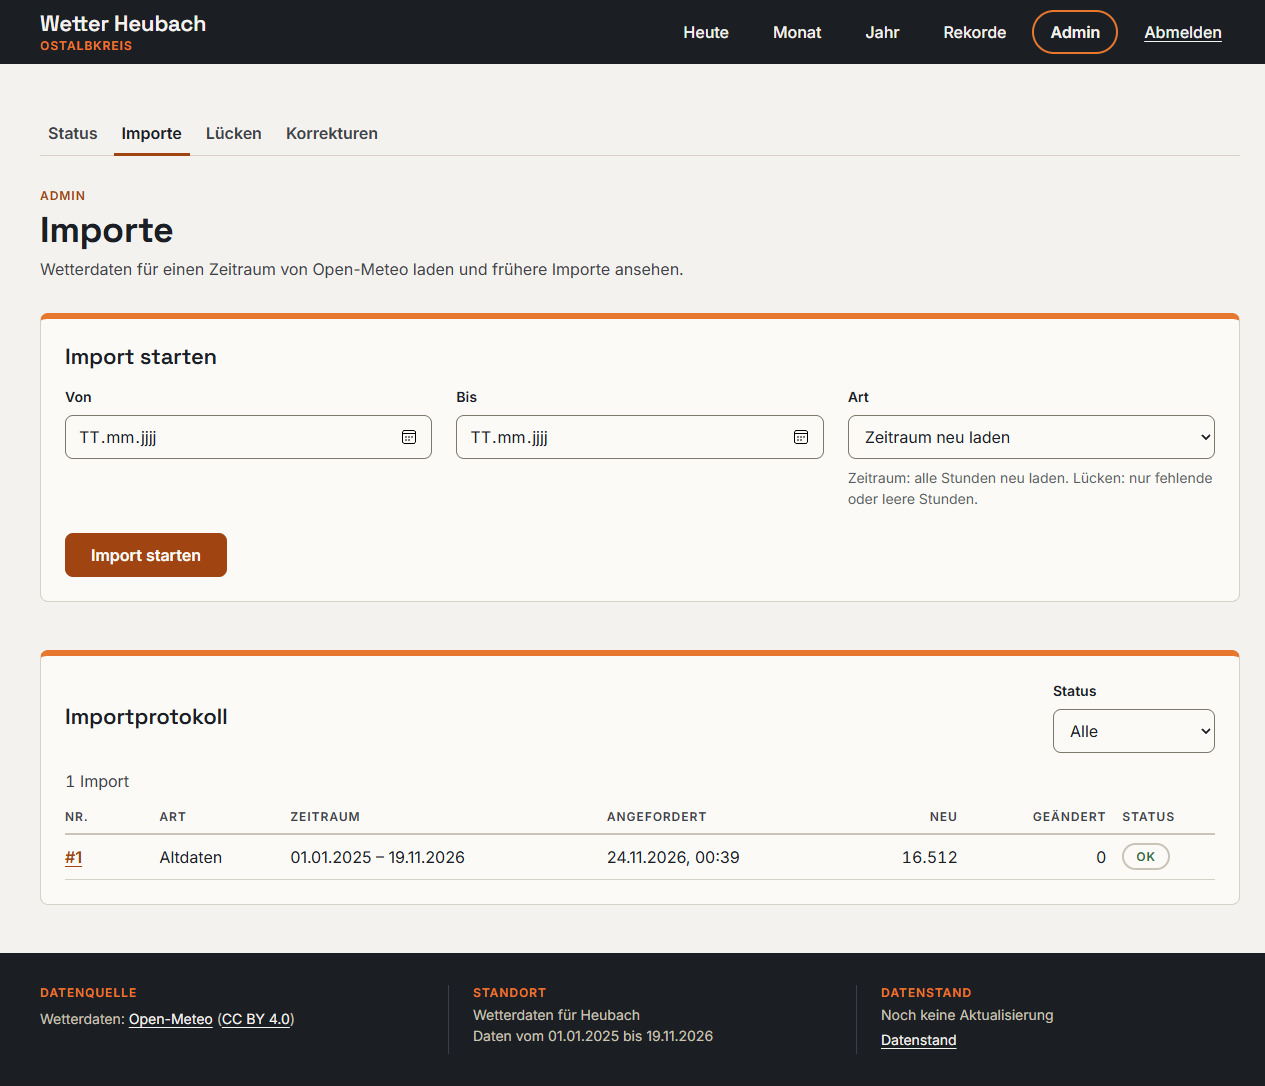 Wetter Heubach
OSTALBKREIS
Heute Monat Jahr Rekorde Admin Abmelden
Status Importe Lücken Korrekturen
ADMIN
Importe
Wetterdaten für einen Zeitraum von Open-Meteo laden und frühere Importe ansehen.
Import starten
Von Bis Art
TT.mm.jjjj TT.mm.jjjj Zeitraum neu laden
Zeitraum: alle Stunden neu laden. Lücken: nur fehlende
oder leere Stunden.
Import starten
Status
Importprotokoll
Alle
1 Import
NR. ART ZEITRAUM ANGEFORDERT NEU GEÄNDERT STATUS
#1 Altdaten 01.01.2025 – 19.11.2026 24.11.2026, 00:39 16.512 0 OK
DATENQUELLE
Wetterdaten: Open-Meteo (CC BY 4.0)
STANDORT
Wetterdaten für Heubach
Daten vom 01.01.2025 bis 19.11.2026
DATENSTAND
Noch keine Aktualisierung
Datenstand